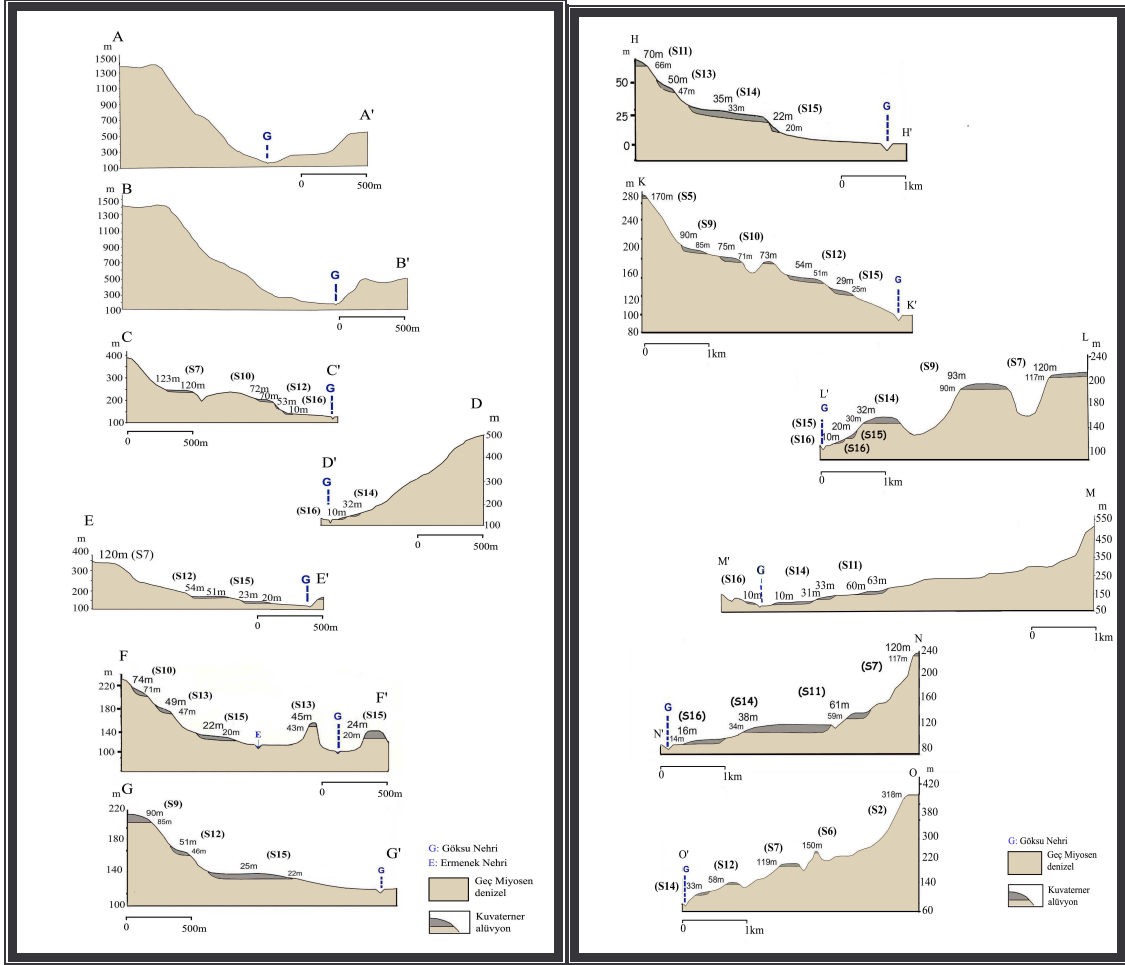 A
m
1500
1300
1100
900
700
500
300
100
G
A'
0 500m
B
m
1500
1300
1100
900
700
500
300
100
G
B'
0 500m
C
m
400
300
200
100
123m 120m (S7)
(S10) 72m 70m
(S12) 53m
(S16) 10m
C'
G
0 500m
D
m
500
400
300
200
100
D'
G
(S16) 10m
(S14) 32m
0 500m
E
m
400
300
200
100
120m (S7)
(S12) 54m 51m
(S15) 23m 20m
G
E'
0 500m
F
m
220
180
140
100
(S10) 74m 71m
(S13) 49m 47m
(S15) 22m 20m
E
(S13) 45m 43m
G
F'
(S15) 24m 20m
0 500m
G
m
220
180
140
100
(S9) 90m 85m
(S12) 51m 46m
(S15) 25m 22m
G
G'
0 500m
G: Göksu Nehri
E: Ermenek Nehri
Geç Miyosen
denizel
Kuvaterner
alüvyon
H
m
50
25
0
70m (S11)
66m
50m (S13)
47m
35m (S14)
33m
22m (S15)
20m
G
H'
0 1km
K
m
280
240
200
160
120
100
80
170m (S5)
(S9) 90m 85m
(S10) 75m 71m
73m
(S12) 54m 51m
(S15) 29m 25m
G
K'
0 1km
L
m
240
200
180
140
100
(S7) 120m 117m
(S9) 93m 90m
(S14) 32m 30m
20m (S15)
10m (S16)
L'
G
(S15)
(S16)
0 1km
M
m
550
450
350
250
150
50
M'
(S16) 10m
G
(S14) 10m 31m 33m
(S11) 60m 63m
0 1km
N
240
200
160
120
80
120m
117m
(S7)
(S11) 61m 59m
(S14) 38m 34m
(S16) 16m 14m
G
N'
0 1km
O
m
420
380
300
220
140
60
318m
(S2)
(S6) 150m
(S7) 119m
(S12) 58m
33m
O'
G
(S14)
0 1km
G: Göksu Nehri
Geç Miyosen
denizel
Kuvaterner
alüvyon